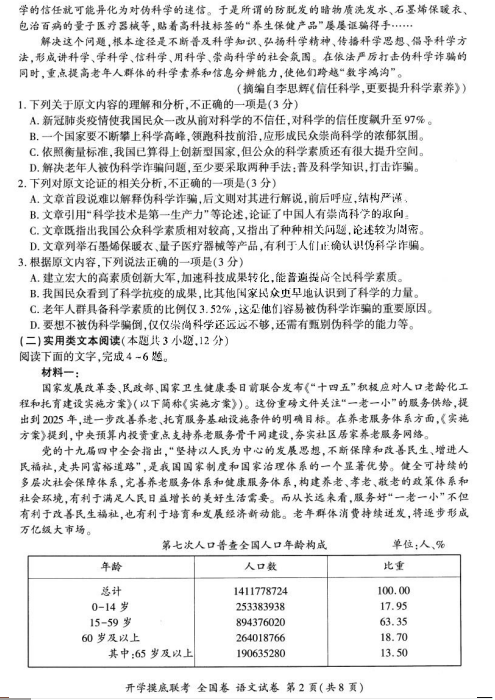 学的信任就可能异化为对伪科学的迷信。于是所谓的防脱发的暗物质洗发水、石墨烯保暖衣、
包治百病的量子医疗器械等,贴着高科技标签的“养生保健产品”屡屡诓骗得手……
解决这个问题,根本途径是不断普及科学知识、弘扬科学精神、传播科学思想、倡导科学方
法,形成讲科学、学科学、信科学、用科学、崇尚科学的社会氛围。在依法严厉打击伪科学诈骗的
同时,重点提高老年人群体的科学素养和信息分辨能力,使他们跨越“数字鸿沟”。
(摘编自李思辉《信任科学,更要提升科学素养》)
1. 下列关于原文内容的理解和分析,不正确的一项是(3 分)
A. 新冠肺炎疫情使我国民众一改从前对科学的不信任,对科学的信任度飙升至 97%。
B. 一个国家要不断攀上科学高峰,领跑科技前沿,应形成民众崇尚科学的浓郁氛围。
C. 依照衡量标准,我国已算得上创新型国家,但公众的科学素质还有很大提升空间。
D. 解决老年人被伪科学诈骗问题,至少要采取两种手法:普及科学知识,打击诈骗。
2. 下列对原文论证的相关分析,不正确的一项是(3 分)
A. 文章首段说难以解释伪科学诈骗,后文则对其进行解说,前后呼应,结构严谨。
B. 文章引用“科学技术是第一生产力”等论述,论证了中国人有崇尚科学的取向。
C. 文章既指出我国公众科学素质相对较高,又指出了种种相关问题,论述较为周密。
D. 文章列举石墨烯保暖衣、量子医疗器械等产品,有利于人们正确认识伪科学诈骗。
3. 根据原文内容,下列说法正确的一项是(3 分)
A. 建立宏大的高素质创新大军,加速科技成果转化,能普遍提高全民科学素质。
B. 我国民众看到了科学抗疫的成果,比其他国家民众更早地认识到了科学的力量。
C. 老年人群具备科学素质的比例仅 3.52%,这是他们容易被伪科学诈骗的重要原因。
D. 要想不被伪科学骗倒,仅仅崇尚科学还远远不够,还需有甄别伪科学的能力等。
(二)实用类文本阅读(本题共 3 小题,12 分)
阅读下面的文字,完成 4~6 题。
材料一:
国家发展改革委、民政部、国家卫生健康委日前联合发布《“十四五”积极应对人口老龄化工
程和托育建设实施方案》(以下简称《实施方案》)。这份重磅文件关注“一老一小”的服务供给,提
出到 2025 年,进一步改善养老、托育服务基础设施条件的明确目标。在养老服务体系方面,《实
施方案》提到,中央预算内投资重点支持养老服务骨干网建设,夯实社区居家养老服务网络。
党的十九届四中全会指出,“坚持以人民为中心的发展思想,不断保障和改善民生、增进人
民福祉,走共同富裕道路”,是我国国家制度和国家治理体系的一个显著优势。健全可持续的
多层次社会保障体系,完善养老服务体系和健康服务体系,构建养老、孝老、敬老的政策体系和
社会环境,有利于满足人民日益增长的美好生活需要。而从长远来看,服务好“一老一小”不但
有利于改善民生福祉,也有利于培育和发展经济新动能。老年群体消费持续迸发,将逐步形成
万亿级大市场。
第七次人口普查全国人口年龄构成 单位:人、%
年龄 人口数 比重
总计 1411778724 100.00
0-14 岁 253383938 17.95
15-59 岁 894376020 63.35
60 岁及以上 264018766 18.70
其中:65 岁及以上 190635280 13.50
开学摸底联考 全国卷 语文试卷 第 2 页(共 8 页)